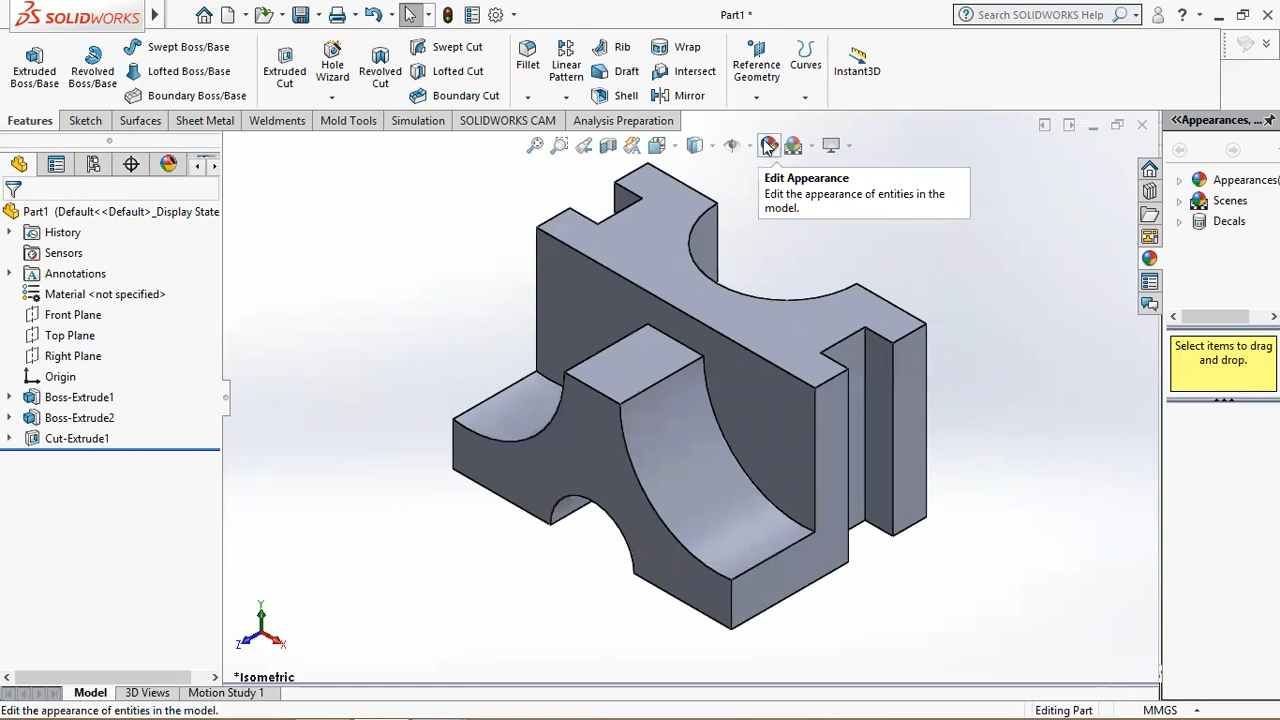 SOLIDWORKS
Part1 *
Search SOLIDWORKS Help
?
Extruded
Boss/Base
Revolved
Boss/Base
Swept Boss/Base
Lofted Boss/Base
Boundary Boss/Base
Extruded
Cut
Hole
Wizard
Revolved
Cut
Swept Cut
Lofted Cut
Boundary Cut
Fillet
Linear
Pattern
Rib
Draft
Shell
Wrap
Intersect
Mirror
Reference
Geometry
Curves
Instant3D
Features
Sketch
Surfaces
Sheet Metal
Weldments
Mold Tools
Simulation
SOLIDWORKS CAM
Analysis Preparation
Part1 (Default<<Default>_Display State
History
Sensors
Annotations
Material <not specified>
Front Plane
Top Plane
Right Plane
Origin
Boss-Extrude1
Boss-Extrude2
Cut-Extrude1
Edit Appearance
Edit the appearance of entities in the
model.
Appearances, ...
Appearances(
Scenes
Decals
Select items to drag
and drop.
Y
Z
X
*Isometric
Model
3D Views
Motion Study 1
Edit the appearance of entities in the model.
Editing Part
MMGS